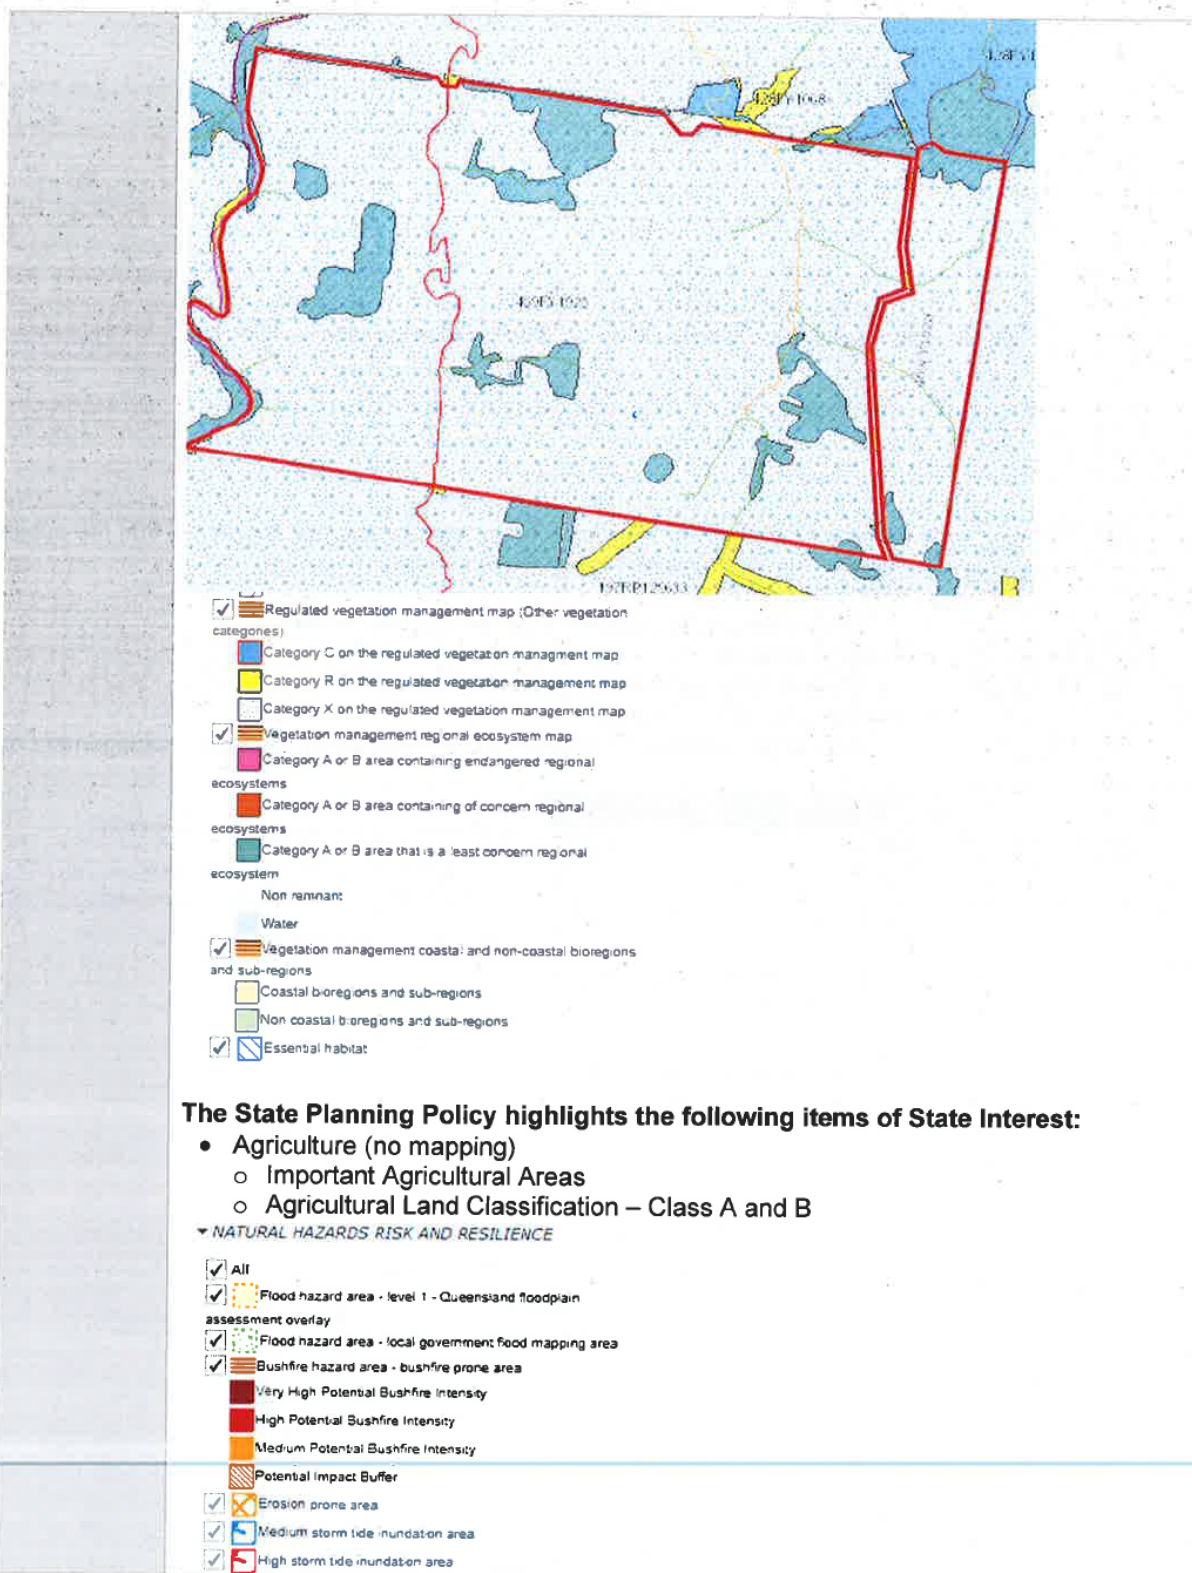 428FY1068
439FY1920
197RP129633
B
Regulated vegetation management map (Other vegetation
categories)
Category C on the regulated vegetation managment map
Category R on the regulated vegetation management map
Category X on the regulated vegetation management map
Vegetation management regional ecosystem map
Category A or B area containing endangered regional
ecosystems
Category A or B area containing of concern regional
ecosystems
Category A or B area that is a least concern regional
ecosystem
Non remnant
Water
Vegetation management coastal and non-coastal bioregions
and sub-regions
Coastal bioregions and sub-regions
Non coastal bioregions and sub-regions
Essential habitat
The State Planning Policy highlights the following items of State Interest:
• Agriculture (no mapping)
o Important Agricultural Areas
o Agricultural Land Classification – Class A and B
NATURAL HAZARDS RISK AND RESILIENCE
All
Flood hazard area - level 1 - Queensland floodplain
assessment overlay
Flood hazard area - local government flood mapping area
Bushfire hazard area - bushfire prone area
Very High Potential Bushfire Intensity
High Potential Bushfire Intensity
Medium Potential Bushfire Intensity
Potential Impact Buffer
Erosion prone area
Medium storm tide inundation area
High storm tide inundation area